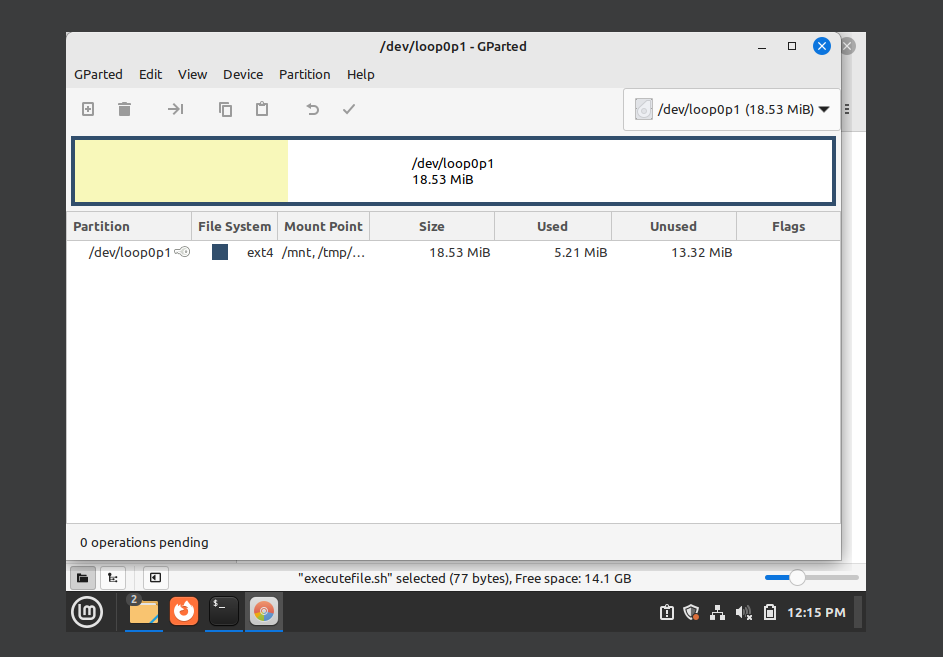 /dev/loop0p1 - GParted
GParted Edit View Device Partition Help
/dev/loop0p1 (18.53 MiB)
/dev/loop0p1
18.53 MiB
Partition File System Mount Point Size Used Unused Flags
/dev/loop0p1 ext4 /mnt, /tmp/... 18.53 MiB 5.21 MiB 13.32 MiB
0 operations pending
"executefile.sh" selected (77 bytes), Free space: 14.1 GB
2 $_ 12:15 PM